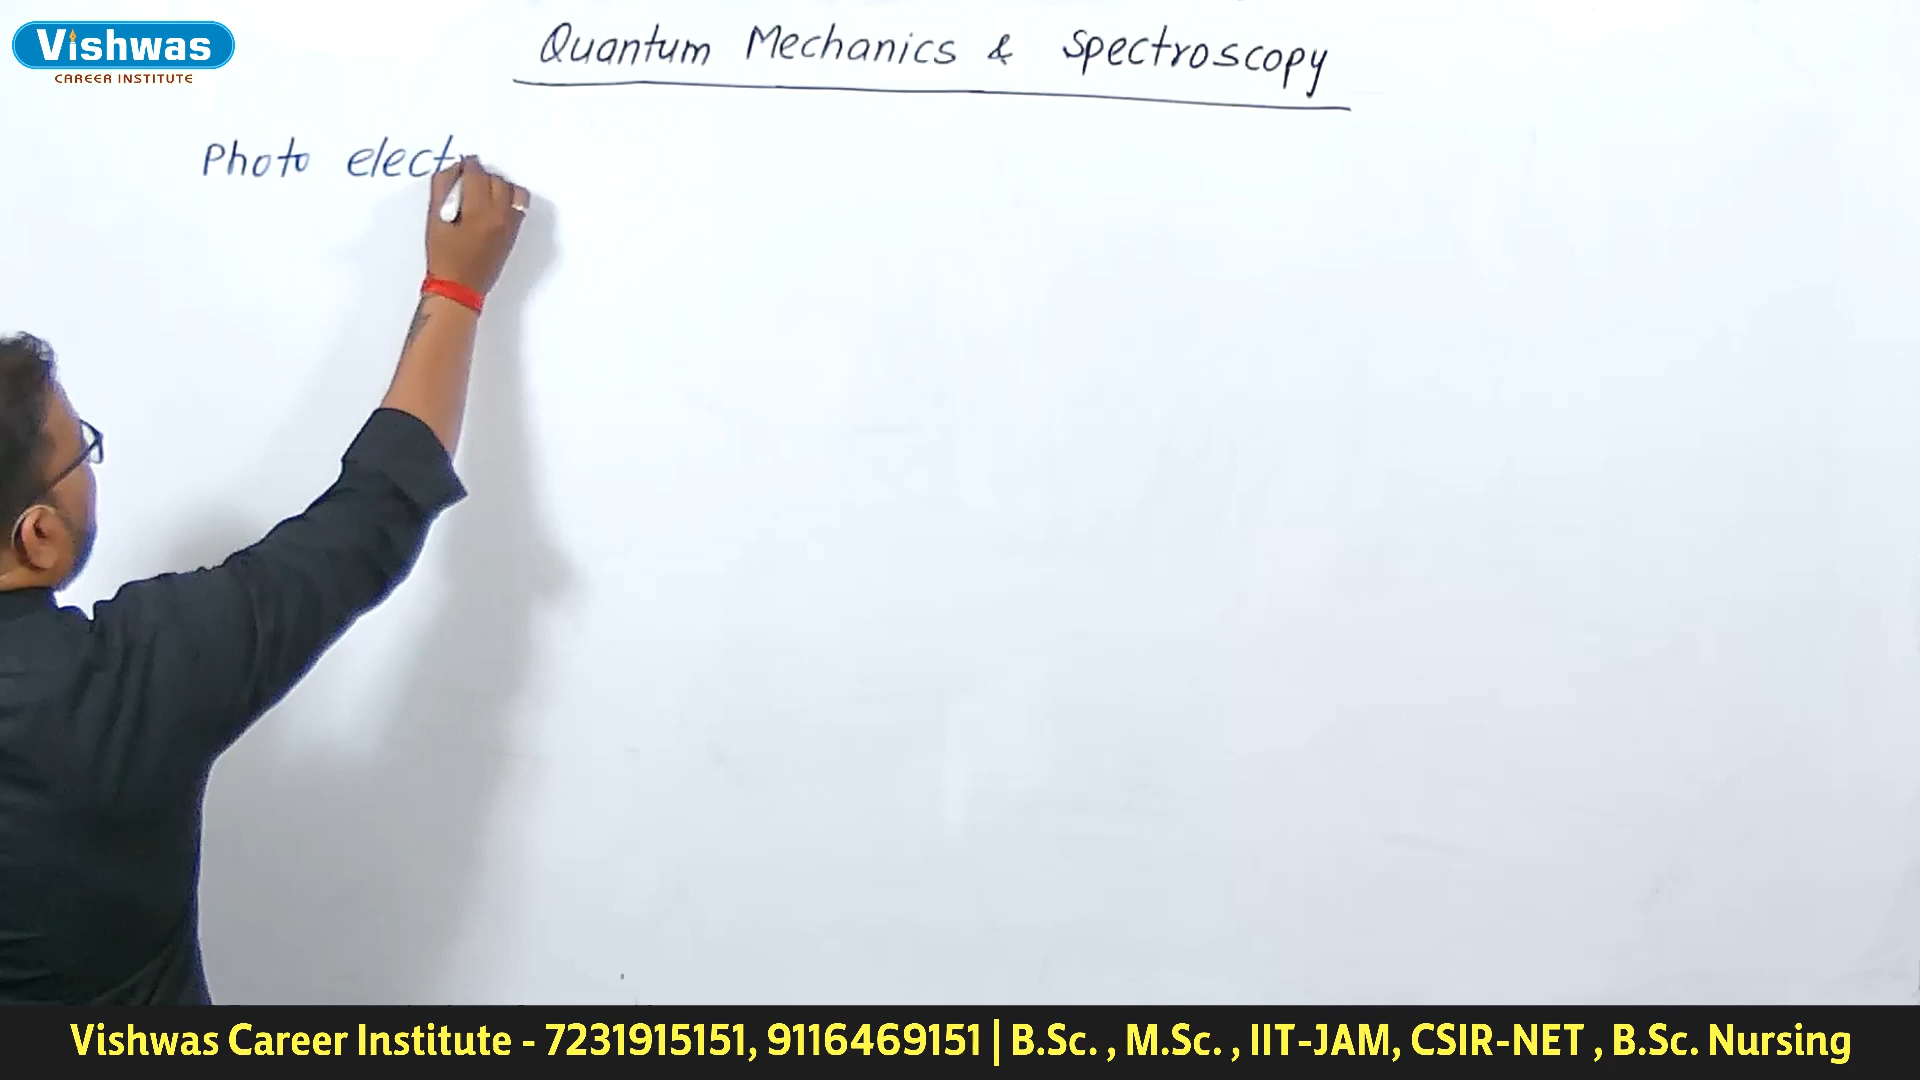 Vishwas
CAREER INSTITUTE
Quantum Mechanics & Spectroscopy
Photo electr
Vishwas Career Institute - 7231915151, 9116469151 | B.Sc. , M.Sc. , IIT-JAM, CSIR-NET , B.Sc. Nursing